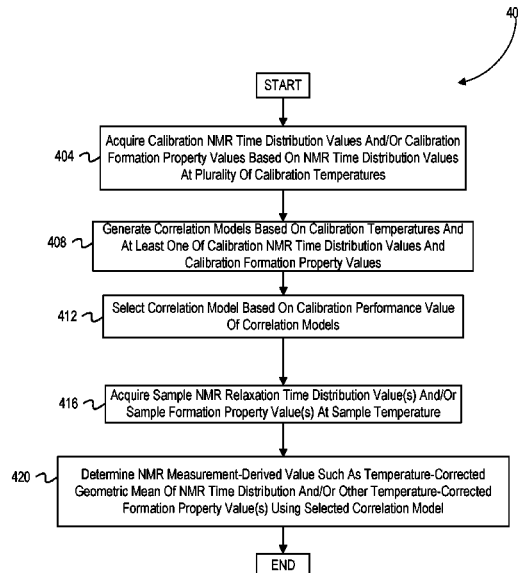 40
START
404
Acquire Calibration NMR Time Distribution Values And/Or Calibration
Formation Property Values Based On NMR Time Distribution Values
At Plurality Of Calibration Temperatures
408
Generate Correlation Models Based On Calibration Temperatures And
At Least One Of Calibration NMR Time Distribution Values And
Calibration Formation Property Values
412
Select Correlation Model Based On Calibration Performance Value
Of Correlation Models
416
Acquire Sample NMR Relaxation Time Distribution Value(s) And/Or
Sample Formation Property Value(s) At Sample Temperature
420
Determine NMR Measurement-Derived Value Such As Temperature-Corrected
Geometric Mean Of NMR Time Distribution And/Or Other Temperature-Corrected
Formation Property Value(s) Using Selected Correlation Model
END